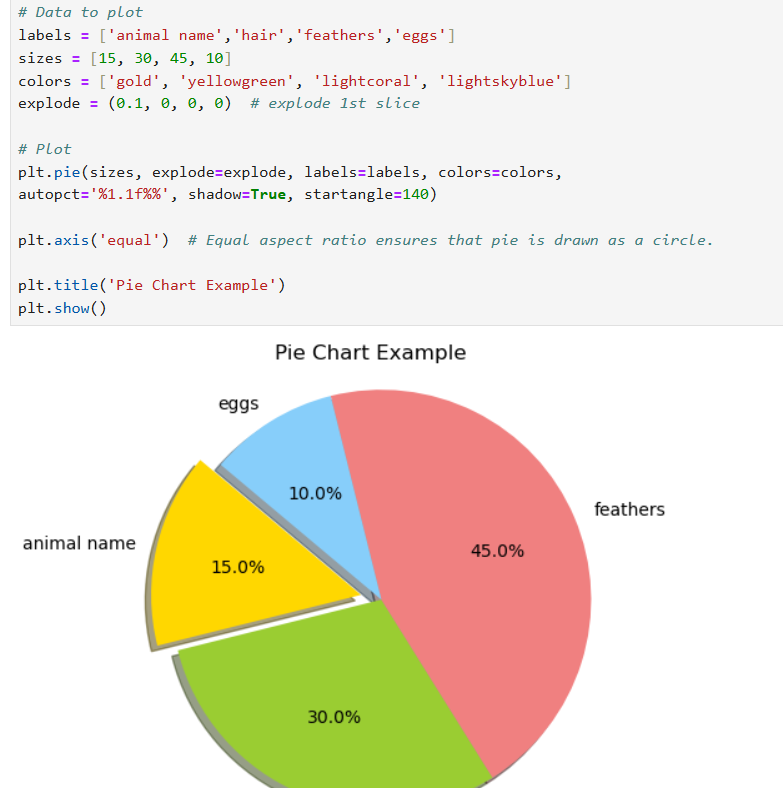 # Data to plot
labels = ['animal name','hair','feathers','eggs']
sizes = [15, 30, 45, 10]
colors = ['gold', 'yellowgreen', 'lightcoral', 'lightskyblue']
explode = (0.1, 0, 0, 0)  # explode 1st slice
# Plot
plt.pie(sizes, explode=explode, labels=labels, colors=colors,
autopct='%1.1f%%', shadow=True, startangle=140)
plt.axis('equal')  # Equal aspect ratio ensures that pie is drawn as a circle.
plt.title('Pie Chart Example')
plt.show()
Pie Chart Example
eggs
10.0%
feathers
45.0%
animal name
15.0%
30.0%